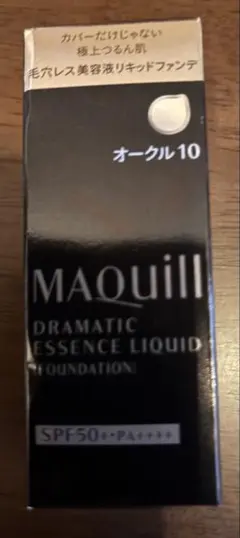 カバーだけじゃない
極上つるん肌
毛穴レス美容液リキッドファンデ
オークル10
MAQuill
DRAMATIC
ESSENCE LIQUID
(FOUNDATION)
SPF50+・PA++++